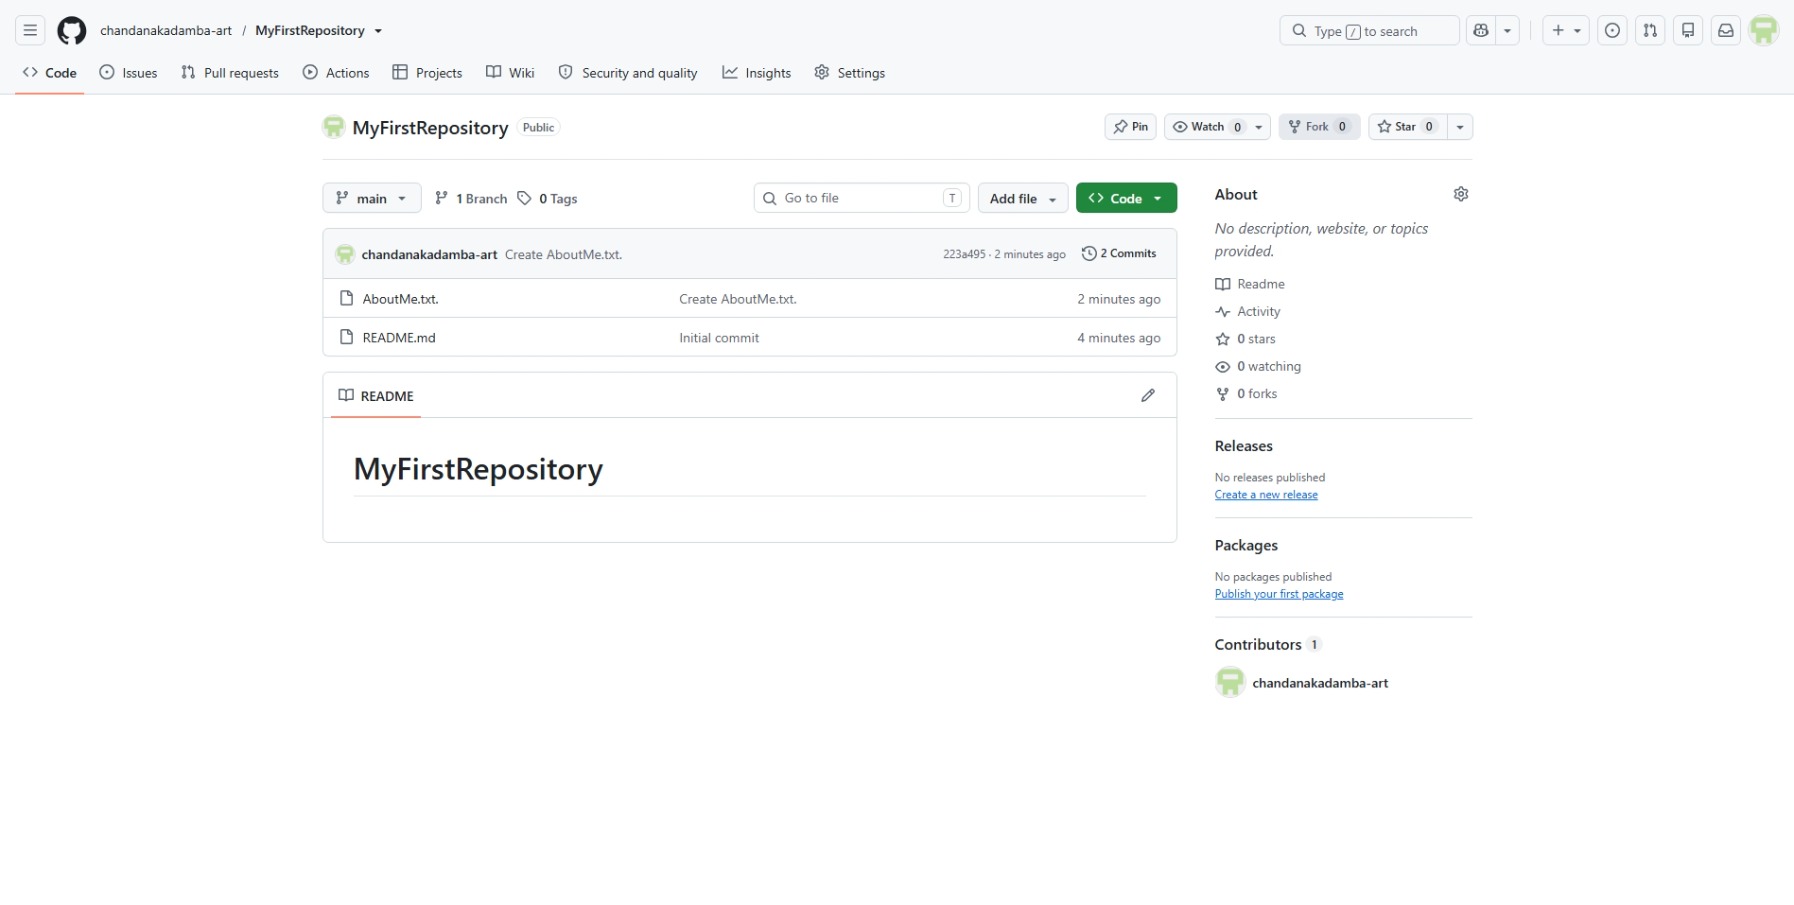 chandanakadamba-art / MyFirstRepository
Type / to search
Code Issues Pull requests Actions Projects Wiki Security and quality Insights Settings
MyFirstRepository Public
Pin Watch 0 Fork 0 Star 0
main 1 Branch 0 Tags Go to file T Add file Code
chandanakadamba-art Create AboutMe.txt. 223a495 · 2 minutes ago 2 Commits
AboutMe.txt. Create AboutMe.txt. 2 minutes ago
README.md Initial commit 4 minutes ago
README
MyFirstRepository
About
No description, website, or topics
provided.
Readme
Activity
0 stars
0 watching
0 forks
Releases
No releases published
Create a new release
Packages
No packages published
Publish your first package
Contributors 1
chandanakadamba-art